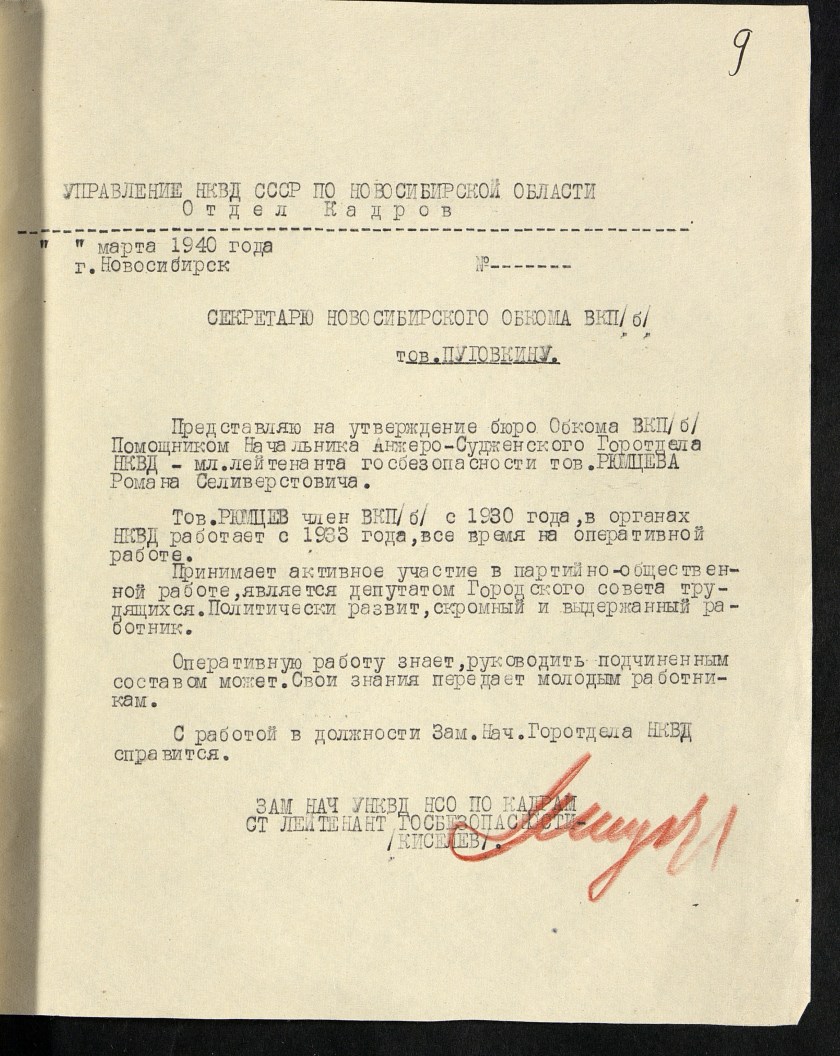 9
УПРАВЛЕНИЕ НКВД СССР ПО НОВОСИБИРСКОЙ ОБЛАСТИ
Отдел Кадров
" " марта 1940 года
г.Новосибирск №-------
СЕКРЕТАРЮ НОВОСИБИРСКОГО ОБКОМА ВКП/б/
" "
тов.ПУГОВКИНУ.
Представляю на утверждение бюро Обкома ВКП/б/
Помощником Начальника Анжеро-Судженского Горотдела
НКВД - мл.лейтенанта госбезопасности тов.РЮМЦЕВА
Романа Селиверстовича.
Тов.РЮМЦЕВ член ВКП/б/ с 1930 года,в органах
НКВД работает с 1933 года,все время на оперативной
работе.
Принимает активное участие в партийно-обществен-
ной работе,является депутатом Городского совета тру-
дящихся.Политически развит,скромный и выдержанный ра-
ботник.
Оперативную работу знает,руководить подчиненным
составом может.Свои знания передает молодым работни-
кам.
С работой в должности Зам.Нач.Горотдела НКВД
справится.
ЗАМ НАЧ УНКВД НСО ПО КАДРАМ
СТ ЛЕЙТЕНАНТ ГОСБЕЗОПАСНОСТИ-
/КИСЕЛЕВ/.